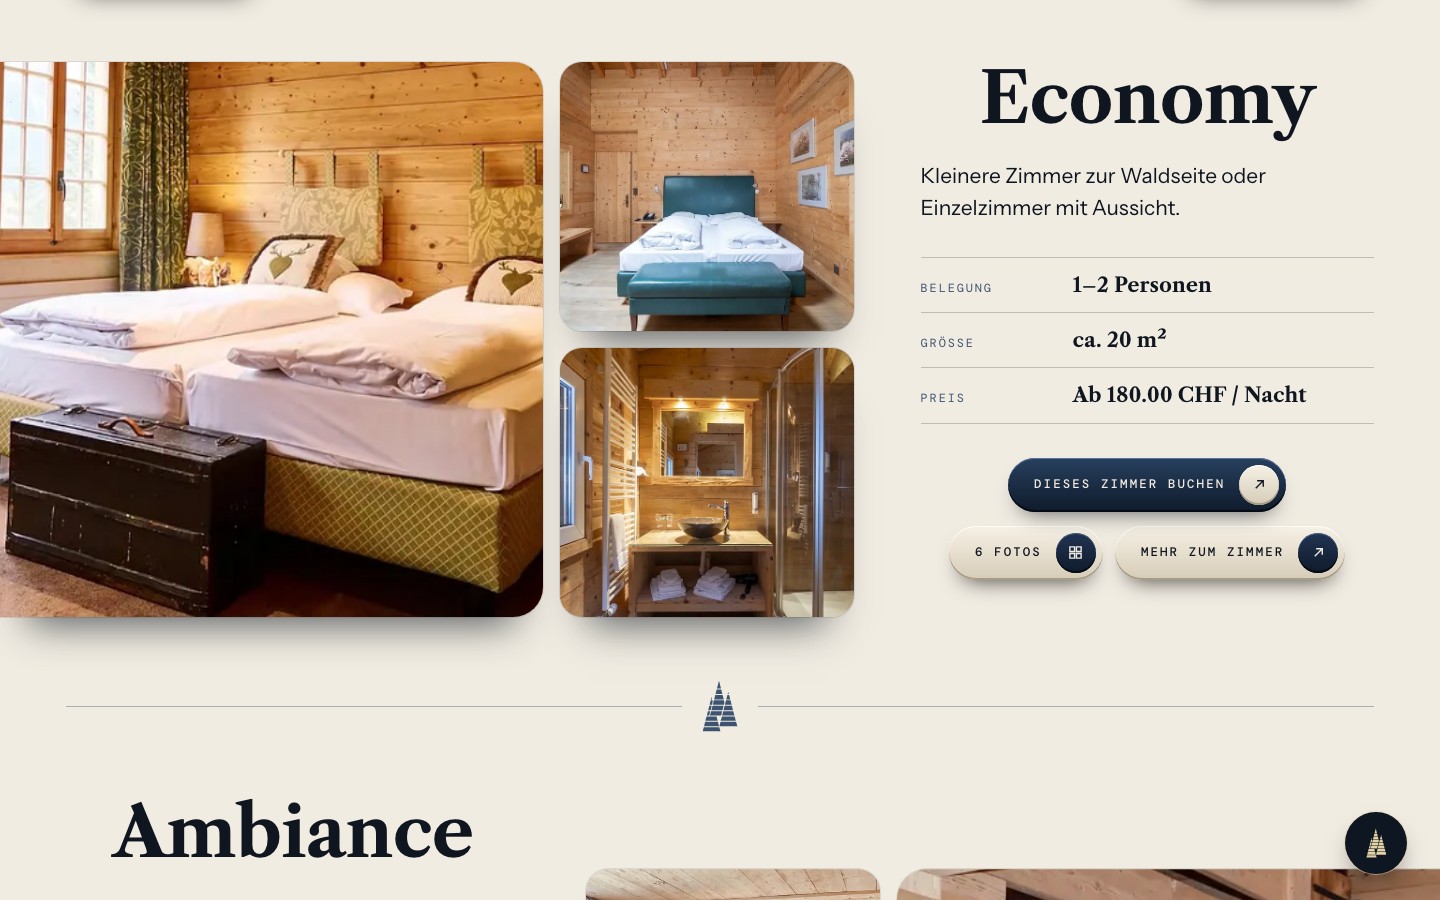 Economy
Kleinere Zimmer zur Waldseite oder
Einzelzimmer mit Aussicht.
BELEGUNG 1–2 Personen
GRÖSSE ca. 20 m²
PREIS Ab 180.00 CHF / Nacht
DIESES ZIMMER BUCHEN
6 FOTOS MEHR ZUM ZIMMER
Ambiance